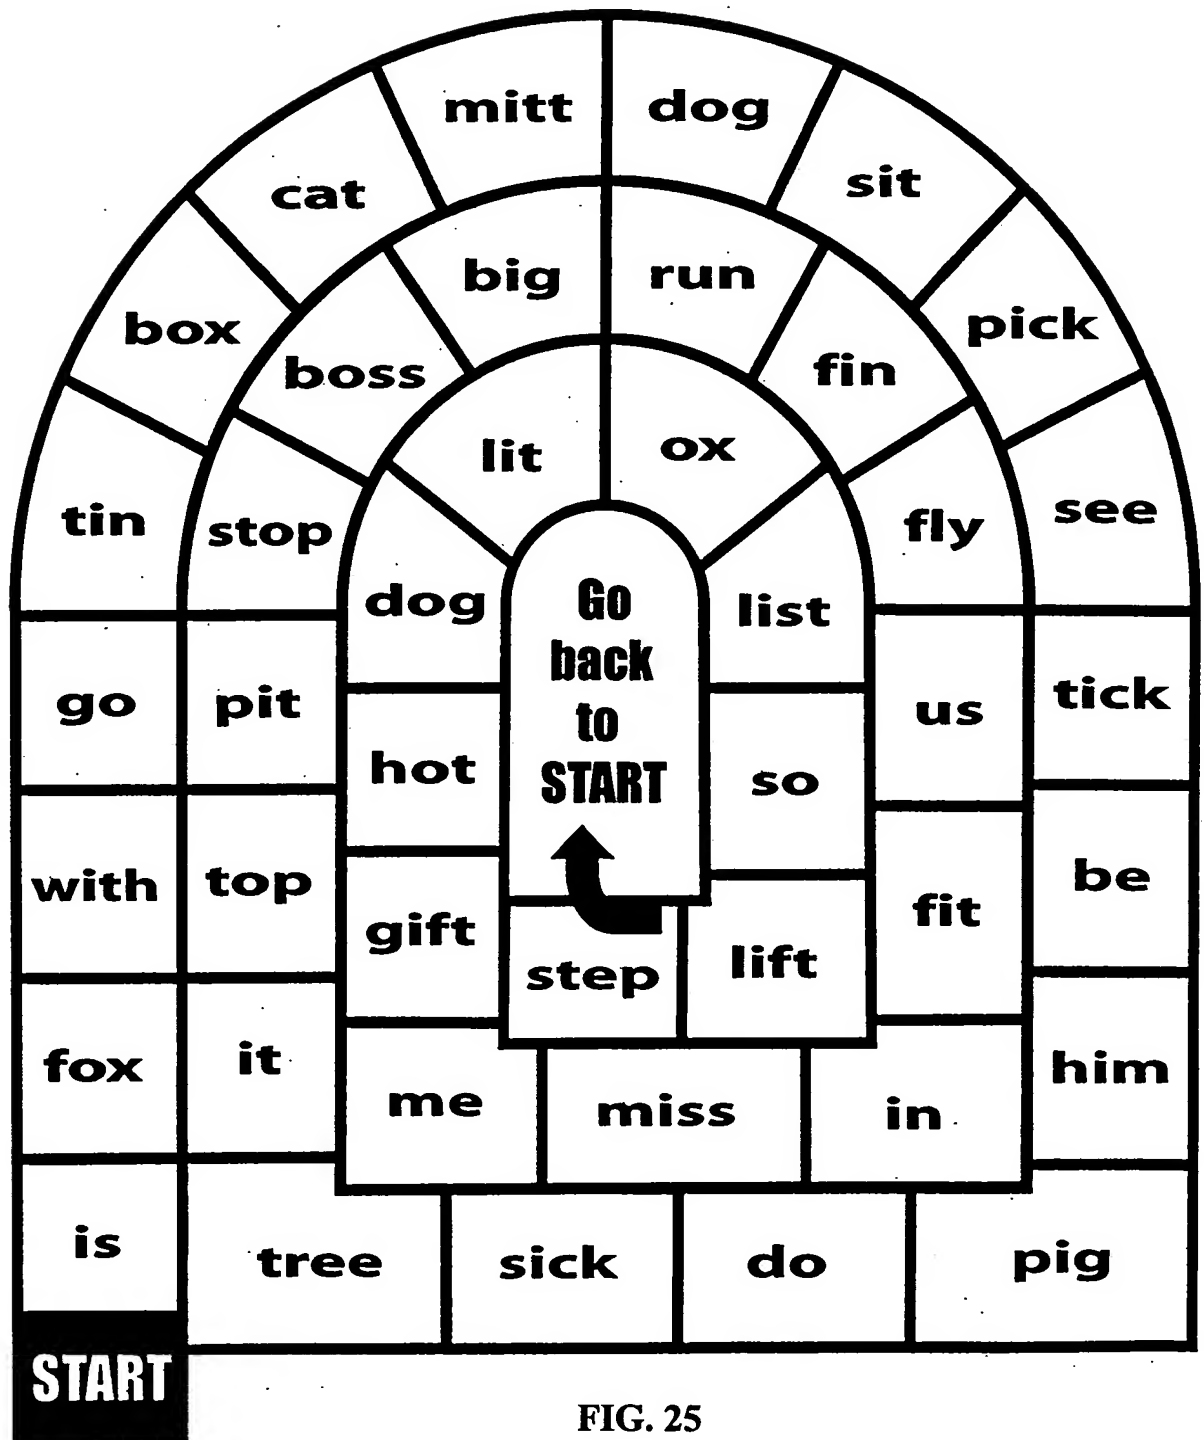 START
is
fox
with
go
tin
box
cat
mitt
dog
sit
pick
see
tick
be
him
pig
do
sick
tree
it
top
pit
stop
boss
big
run
fin
fly
us
fit
in
miss
me
gift
hot
dog
lit
ox
list
so
lift
step
Go
back
to
START
FIG. 25